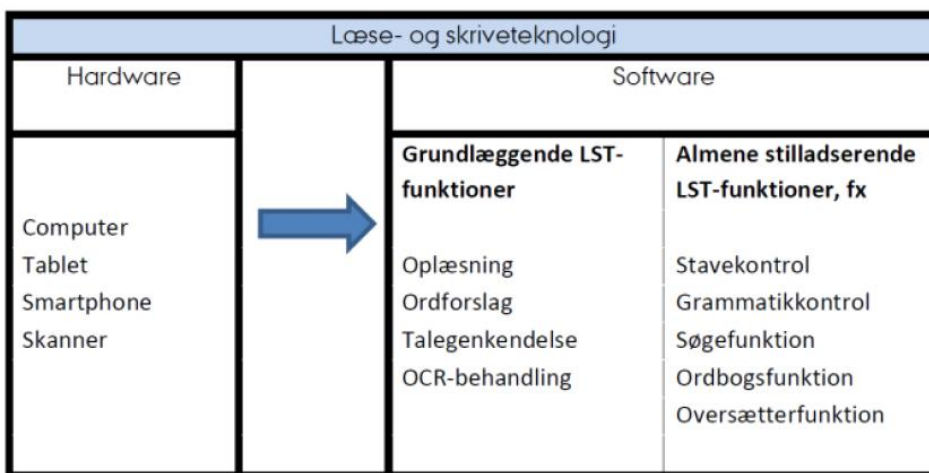 Læse- og skriveteknologi
Hardware
Software
Computer
Tablet
Smartphone
Skanner
Grundlæggende LST-
funktioner
Oplæsning
Ordforslag
Talegenkendelse
OCR-behandling
Almene stilladserende
LST-funktioner, fx
Stavekontrol
Grammatikkontrol
Søgefunktion
Ordbogsfunktion
Oversætterfunktion